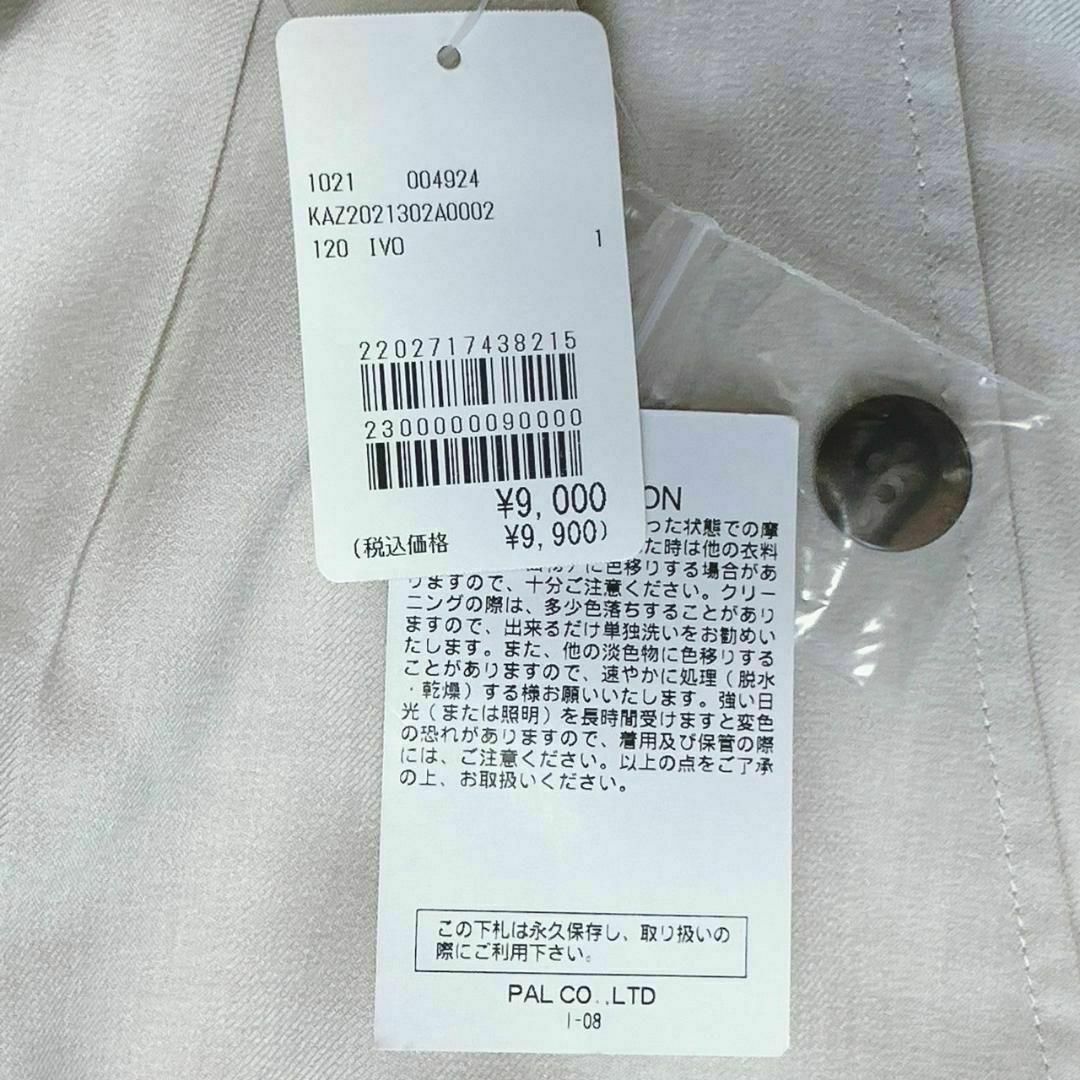 1021 004924
KAZ2021302A0002
120 IVO 1
2202717438215
2300000090000
¥9,000
(税込価格 ¥9,900)
ON
った状態での摩
た時は他の衣料
に色移りする場合があ
りますので、十分ご注意ください。クリー
ニングの際は、多少色落ちすることがあり
ますので、出来るだけ単独洗いをお勧めい
たします。また、他の淡色物に色移りする
ことがありますので、速やかに処理(脱水
・乾燥)する様お願いいたします。強い日
光(または照明)を長時間受けますと変色
の恐れがありますので、着用及び保管の際
には、ご注意ください。以上の点をご了承
の上、お取扱いください。
この下札は永久保存し、取り扱いの
際にご利用下さい。
PAL CO.,LTD
1-08